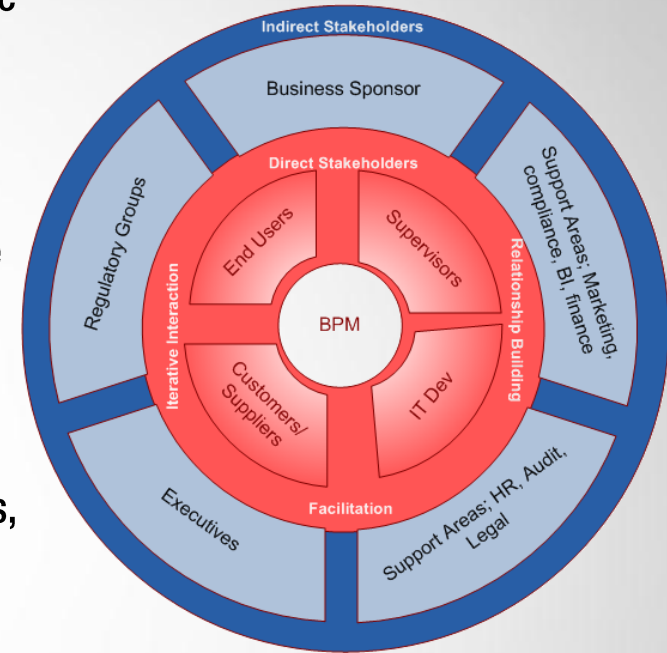 c
Indirect Stakeholders
Business Sponsor
Direct Stakeholders
End Users
Supervisors
Regulatory Groups
Support Areas; Marketing,
compliance, BI, finance
e
Iterative Interaction
BPM
Relationship Building
Customers/
Suppliers
IT Dev
s,
Facilitation
Executives
Support Areas; HR, Audit,
Legal